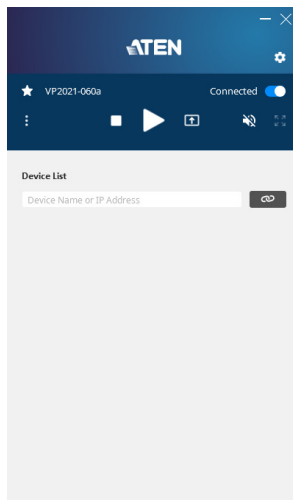 ATEN
VP2021-060a
Connected
Device List
Device Name or IP Address